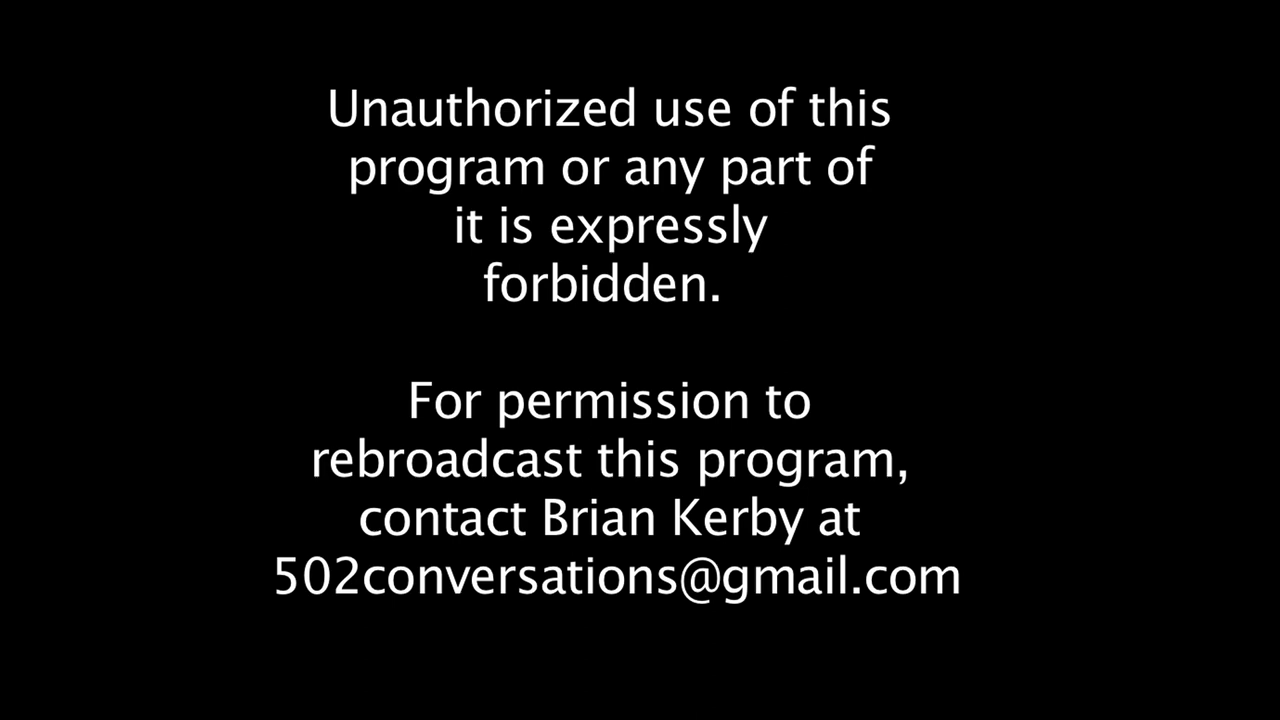 Unauthorized use of this
program or any part of
it is expressly
forbidden.
For permission to
rebroadcast this program,
contact Brian Kerby at
502conversations@gmail.com